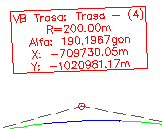 VB Trasa: Trasa - (4)
R=200.00m
Alfa: 190.1967gon
X: -709730.05m
Y: -1020981.17m